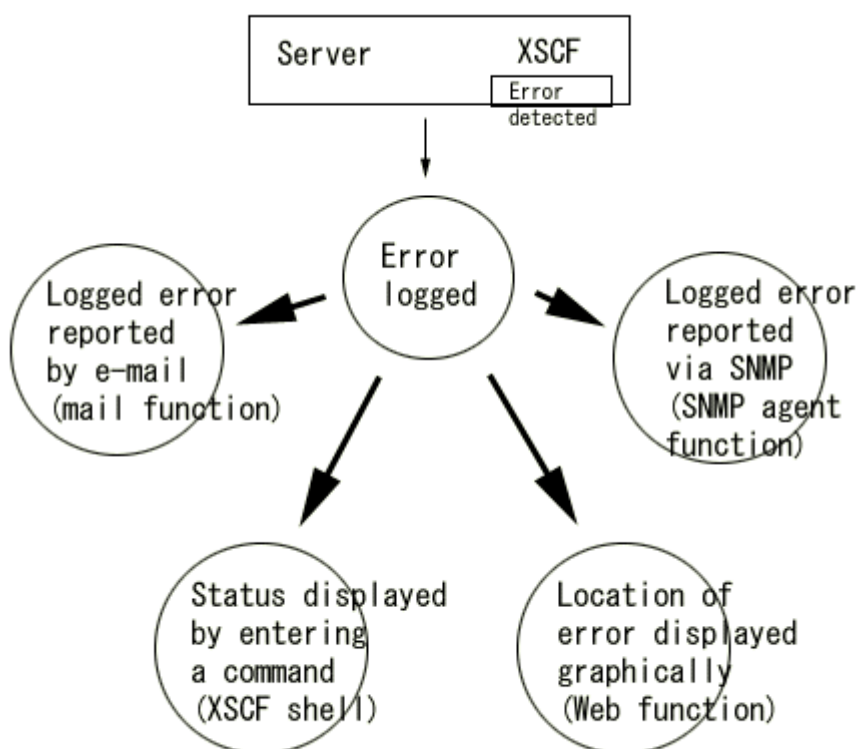 Server
XSCF
Error
detected
Error
logged
Logged error
reported
by e-mail
(mail function)
Logged error
reported
via SNMP
(SNMP agent
function)
Status displayed
by entering
a command
(XSCF shell)
Location of
error displayed
graphically
(Web function)